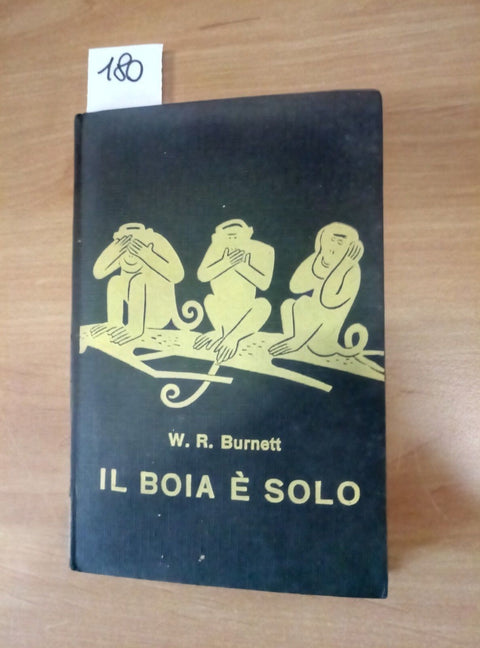 180
W. R. Burnett
IL BOIA È SOLO